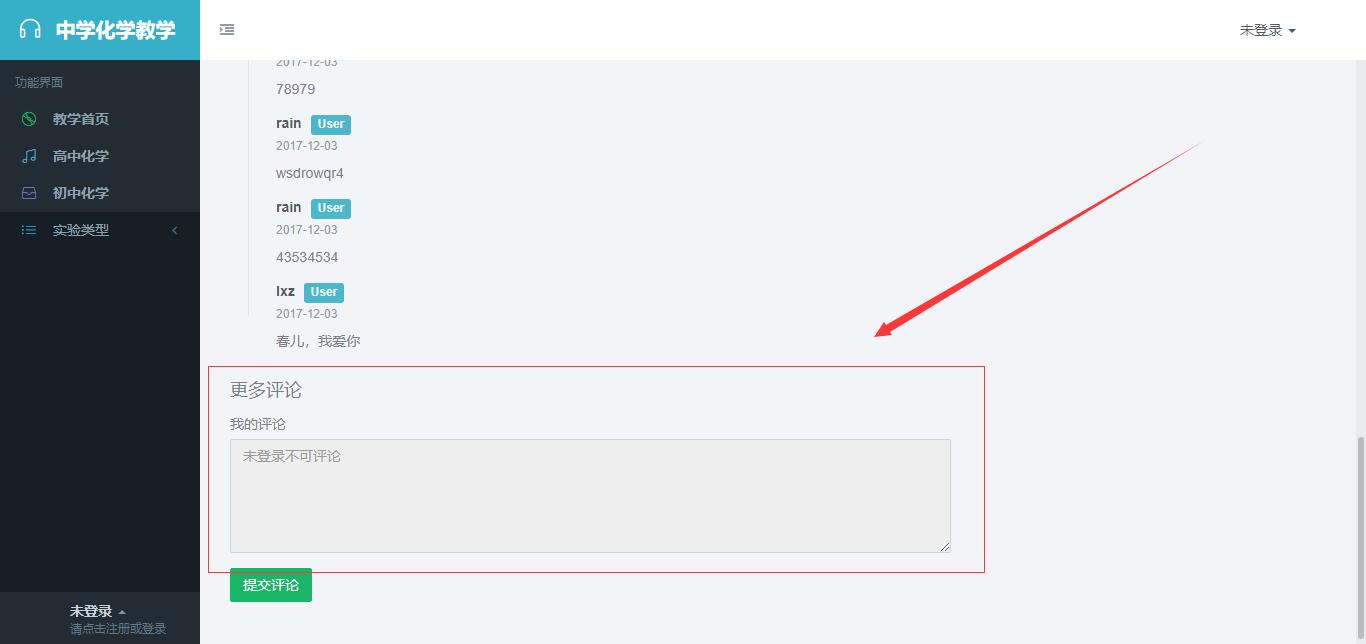 中学化学教学
未登录
功能界面
教学首页
高中化学
初中化学
实验类型
2017-12-03
78979
rain User
2017-12-03
wsdrowqr4
rain User
2017-12-03
43534534
lxz User
2017-12-03
春儿，我爱你
更多评论
我的评论
未登录不可评论
提交评论
未登录
请点击注册或登录